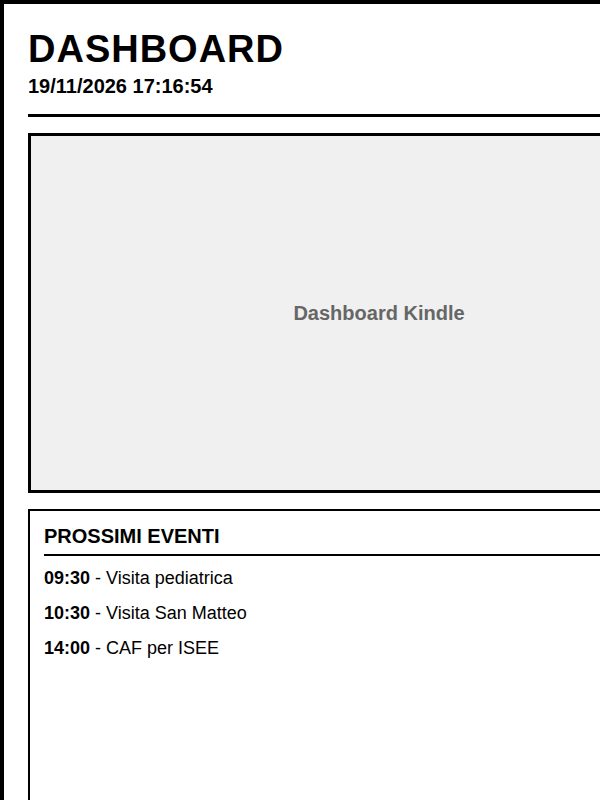 DASHBOARD
19/11/2026 17:16:54
Dashboard Kindle
PROSSIMI EVENTI
09:30 - Visita pediatrica
10:30 - Visita San Matteo
14:00 - CAF per ISEE